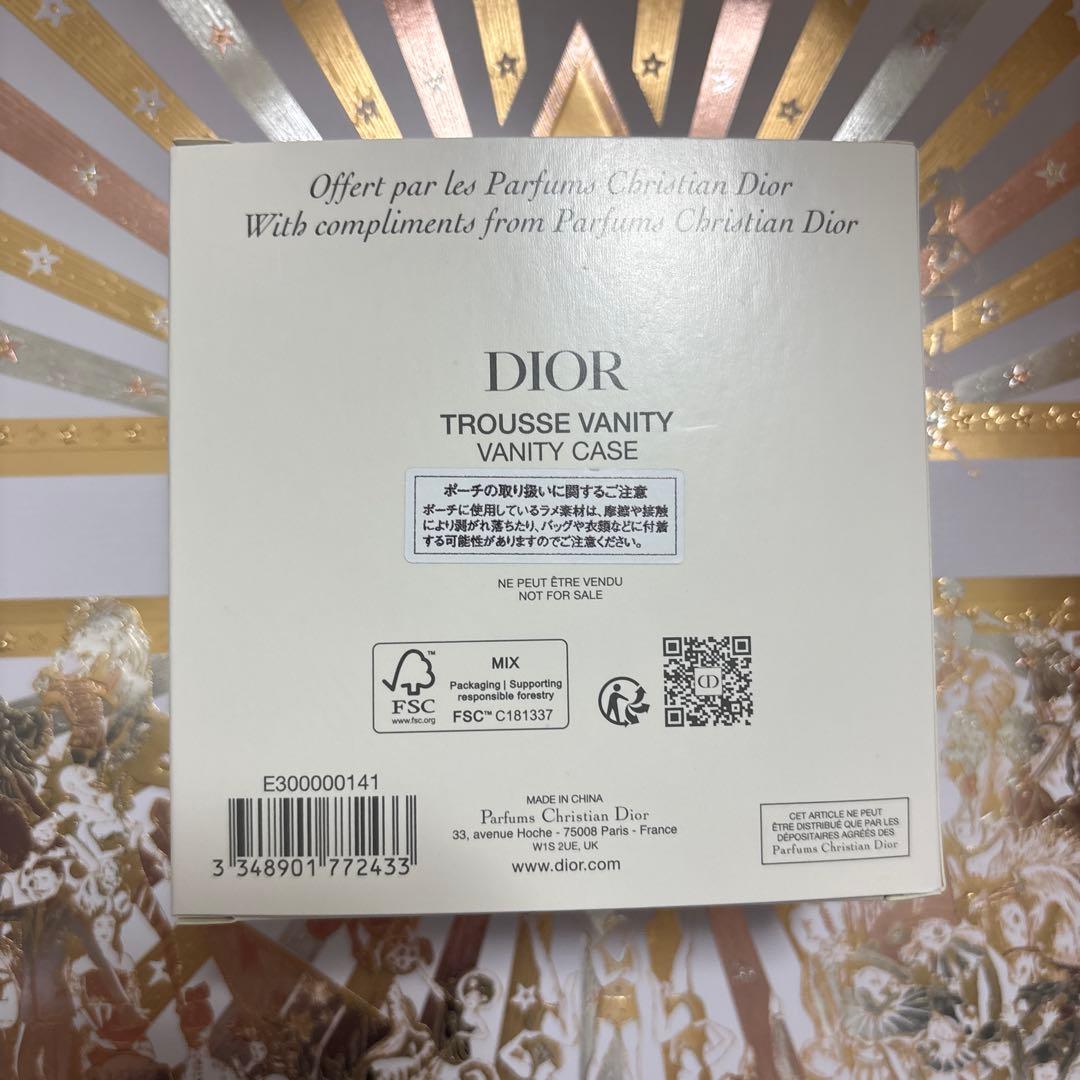 Offert par les Parfums Christian Dior
With compliments from Parfums Christian Dior
DIOR
TROUSSE VANITY
VANITY CASE
ポーチの取り扱いに関するご注意
ポーチに使用しているラメ素材は、摩擦や接触
により剥がれ落ちたり、バッグや衣類などに付着
する可能性がありますのでご注意ください。
NE PEUT ÊTRE VENDU
NOT FOR SALE
FSC™
www.fsc.org
MIX
Packaging | Supporting
responsible forestry
FSC™ C181337
CD
E300000141
3 348901 772433
MADE IN CHINA
Parfums Christian Dior
33, avenue Hoche - 75008 Paris - France
W1S 2UE, UK
www.dior.com
CET ARTICLE NE PEUT
ÊTRE DISTRIBUÉ QUE PAR LES
DÉPOSITAIRES AGRÉÉS DES
Parfums Christian Dior